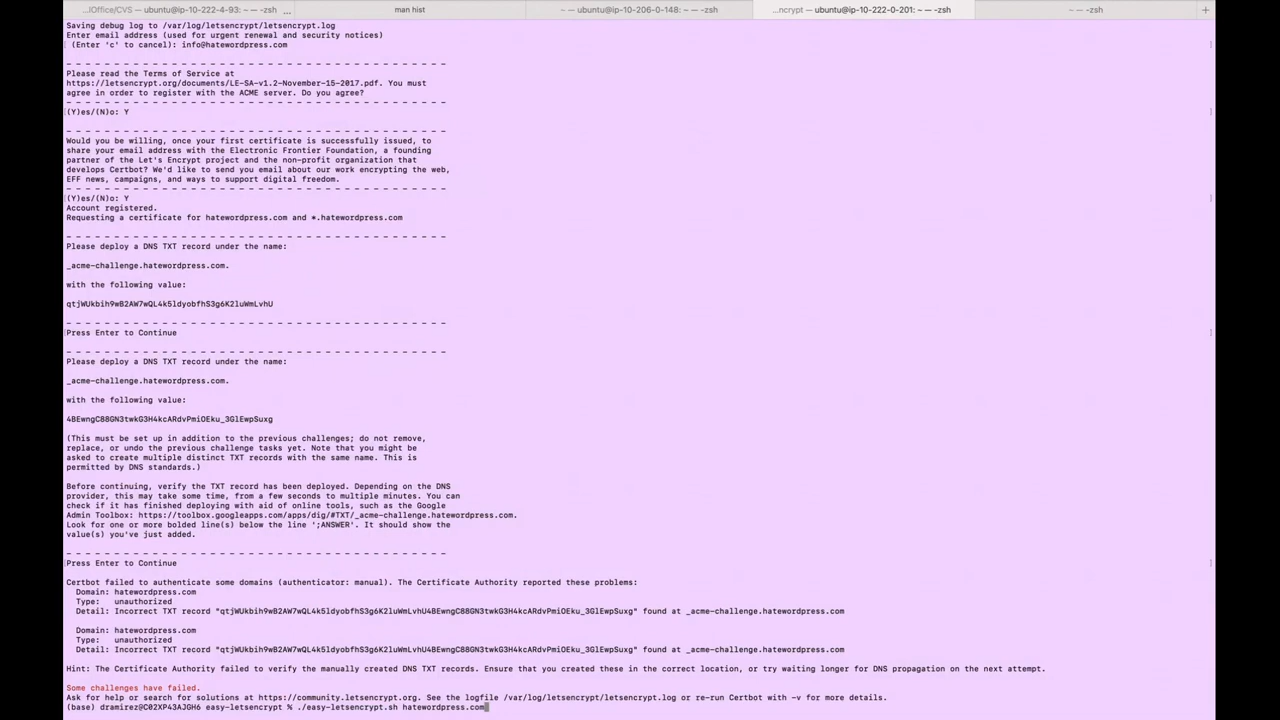 ...iOffice/CVS — ubuntu@ip-10-222-4-93: ~ — -zsh ...
man hist
~ — ubuntu@ip-10-206-0-148: ~ — -zsh
...ncrypt — ubuntu@ip-10-222-0-201: ~ — -zsh
~ — -zsh
+
Saving debug log to /var/log/letsencrypt/letsencrypt.log
Enter email address (used for urgent renewal and security notices)
[ (Enter 'c' to cancel): info@hatewordpress.com ]
- - - - - - - - - - - - - - - - - - - - - - - - - - - - - - - - - - - - - - - -
Please read the Terms of Service at
https://letsencrypt.org/documents/LE-SA-v1.2-November-15-2017.pdf. You must
agree in order to register with the ACME server. Do you agree?
- - - - - - - - - - - - - - - - - - - - - - - - - - - - - - - - - - - - - - - -
[(Y)es/(N)o: Y ]
- - - - - - - - - - - - - - - - - - - - - - - - - - - - - - - - - - - - - - - -
Would you be willing, once your first certificate is successfully issued, to
share your email address with the Electronic Frontier Foundation, a founding
partner of the Let's Encrypt project and the non-profit organization that
develops Certbot? We'd like to send you email about our work encrypting the web,
EFF news, campaigns, and ways to support digital freedom.
- - - - - - - - - - - - - - - - - - - - - - - - - - - - - - - - - - - - - - - -
[(Y)es/(N)o: Y ]
Account registered.
Requesting a certificate for hatewordpress.com and *.hatewordpress.com
- - - - - - - - - - - - - - - - - - - - - - - - - - - - - - - - - - - - - - - -
Please deploy a DNS TXT record under the name:
_acme-challenge.hatewordpress.com.
with the following value:
qtjWUkbih9wB2AW7wQL4k5ldyobfhS3g6K2luWmLvhU
- - - - - - - - - - - - - - - - - - - - - - - - - - - - - - - - - - - - - - - -
[Press Enter to Continue ]
- - - - - - - - - - - - - - - - - - - - - - - - - - - - - - - - - - - - - - - -
Please deploy a DNS TXT record under the name:
_acme-challenge.hatewordpress.com.
with the following value:
4BEwngC88GN3twkG3H4kcARdvPmiOEku_3GlEwpSuxg
(This must be set up in addition to the previous challenges; do not remove,
replace, or undo the previous challenge tasks yet. Note that you might be
asked to create multiple distinct TXT records with the same name. This is
permitted by DNS standards.)
Before continuing, verify the TXT record has been deployed. Depending on the DNS
provider, this may take some time, from a few seconds to multiple minutes. You can
check if it has finished deploying with aid of online tools, such as the Google
Admin Toolbox: https://toolbox.googleapps.com/apps/dig/#TXT/_acme-challenge.hatewordpress.com.
Look for one or more bolded line(s) below the line ';ANSWER'. It should show the
value(s) you've just added.
- - - - - - - - - - - - - - - - - - - - - - - - - - - - - - - - - - - - - - - -
[Press Enter to Continue ]
Certbot failed to authenticate some domains (authenticator: manual). The Certificate Authority reported these problems:
Domain: hatewordpress.com
Type: unauthorized
Detail: Incorrect TXT record "qtjWUkbih9wB2AW7wQL4k5ldyobfhS3g6K2luWmLvhU4BEwngC88GN3twkG3H4kcARdvPmiOEku_3GlEwpSuxg" found at _acme-challenge.hatewordpress.com
Domain: hatewordpress.com
Type: unauthorized
Detail: Incorrect TXT record "qtjWUkbih9wB2AW7wQL4k5ldyobfhS3g6K2luWmLvhU4BEwngC88GN3twkG3H4kcARdvPmiOEku_3GlEwpSuxg" found at _acme-challenge.hatewordpress.com
Hint: The Certificate Authority failed to verify the manually created DNS TXT records. Ensure that you created these in the correct location, or try waiting longer for DNS propagation on the next attempt.
Some challenges have failed.
Ask for help or search for solutions at https://community.letsencrypt.org. See the logfile /var/log/letsencrypt/letsencrypt.log or re-run Certbot with -v for more details.
(base) dramirez@C02XP43AJGH6 easy-letsencrypt % ./easy-letsencrypt.sh hatewordpress.com